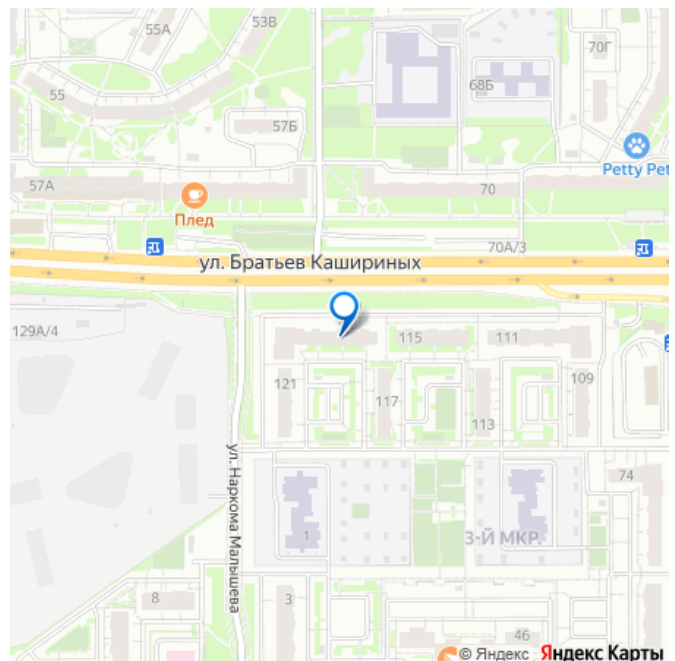 53В
55А
70Г
55
68Б
57Б
Petty Pet
57А
70
Плед
70А/3
ул. Братьев Кашириных
129А/4
115
111
121
109
117
113
ул. Наркома Малышева
74
1
3-Й МКР.
8
3
46
© Яндекс Яндекс Карты